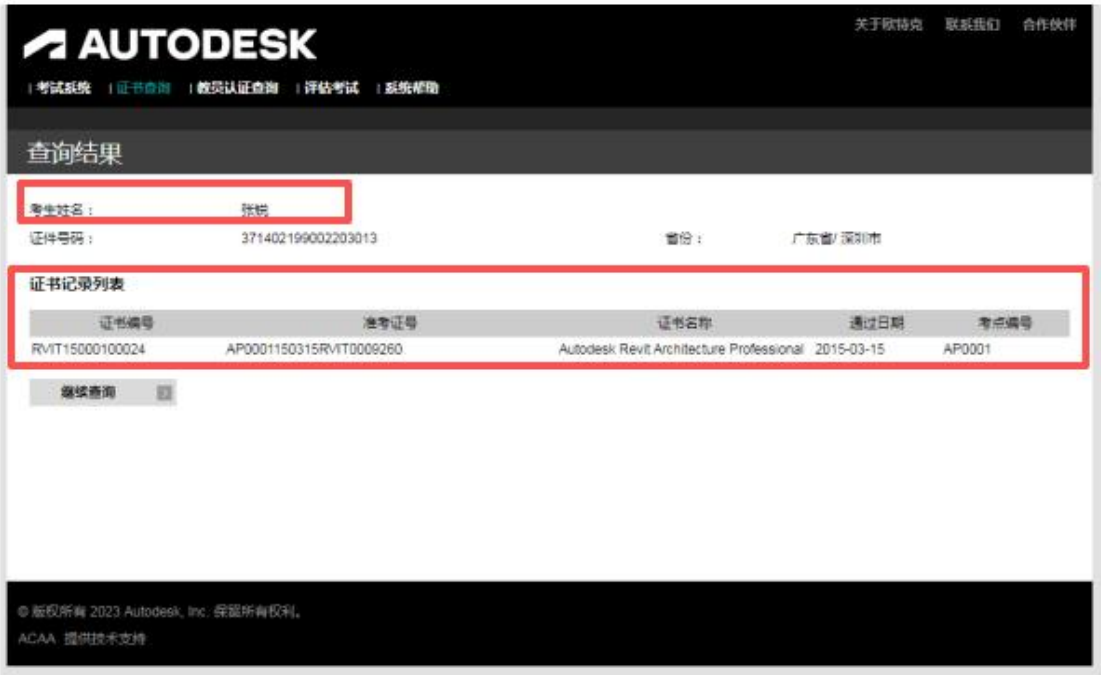 关于欧特克 联系我们 合作伙伴
AUTODESK
| 考试系统 | 证书查询 | 教员认证查询 | 评估考试 | 系统帮助
查询结果
考生姓名： 张锐
证件号码： 371402199002203013 省份： 广东省/ 深圳市
证书记录列表
证书编号 准考证号 证书名称 通过日期 考点编号
RVIT15000100024 AP0001150315RVIT0009260 Autodesk Revit Architecture Professional 2015-03-15 AP0001
继续查询
© 版权所有 2023 Autodesk, Inc. 保留所有权利。
ACAA 提供技术支持